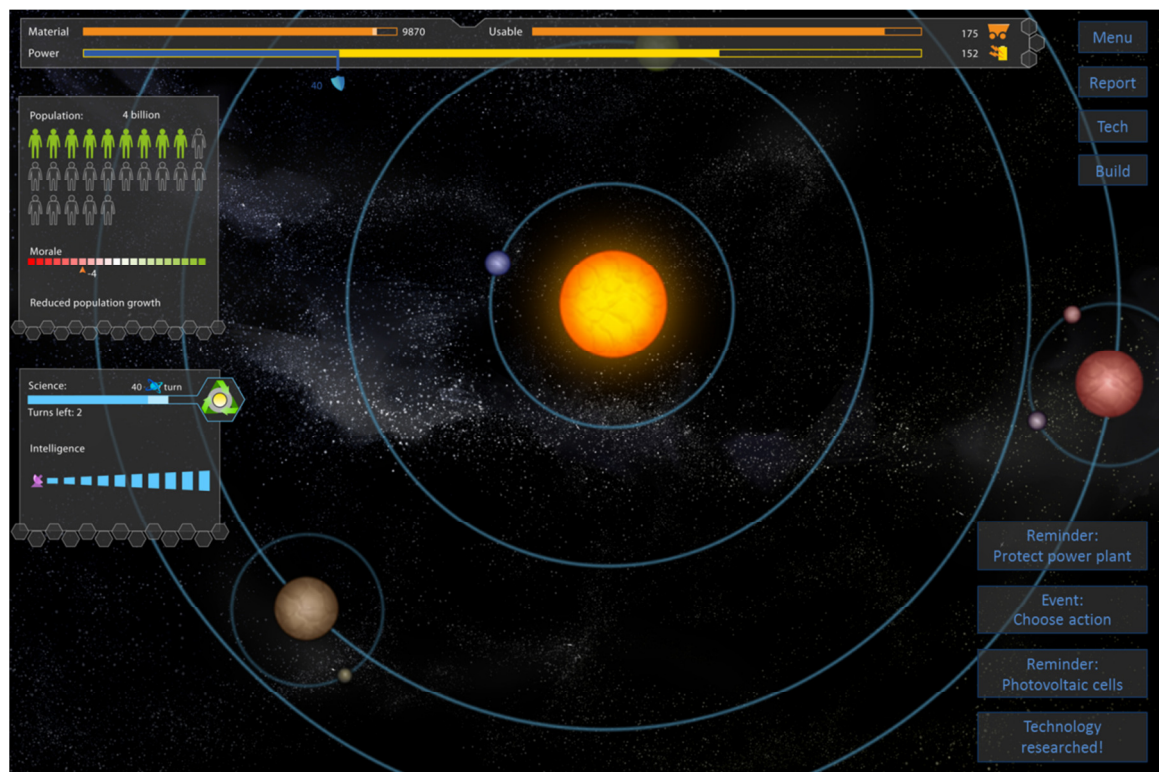 Material 9870 Usable 175
Power 152
40
Menu
Report
Tech
Build
Population: 4 billion
Morale
-4
Reduced population growth
Science: 40 turn
Turns left: 2
Intelligence
Reminder:
Protect power plant
Event:
Choose action
Reminder:
Photovoltaic cells
Technology
researched!